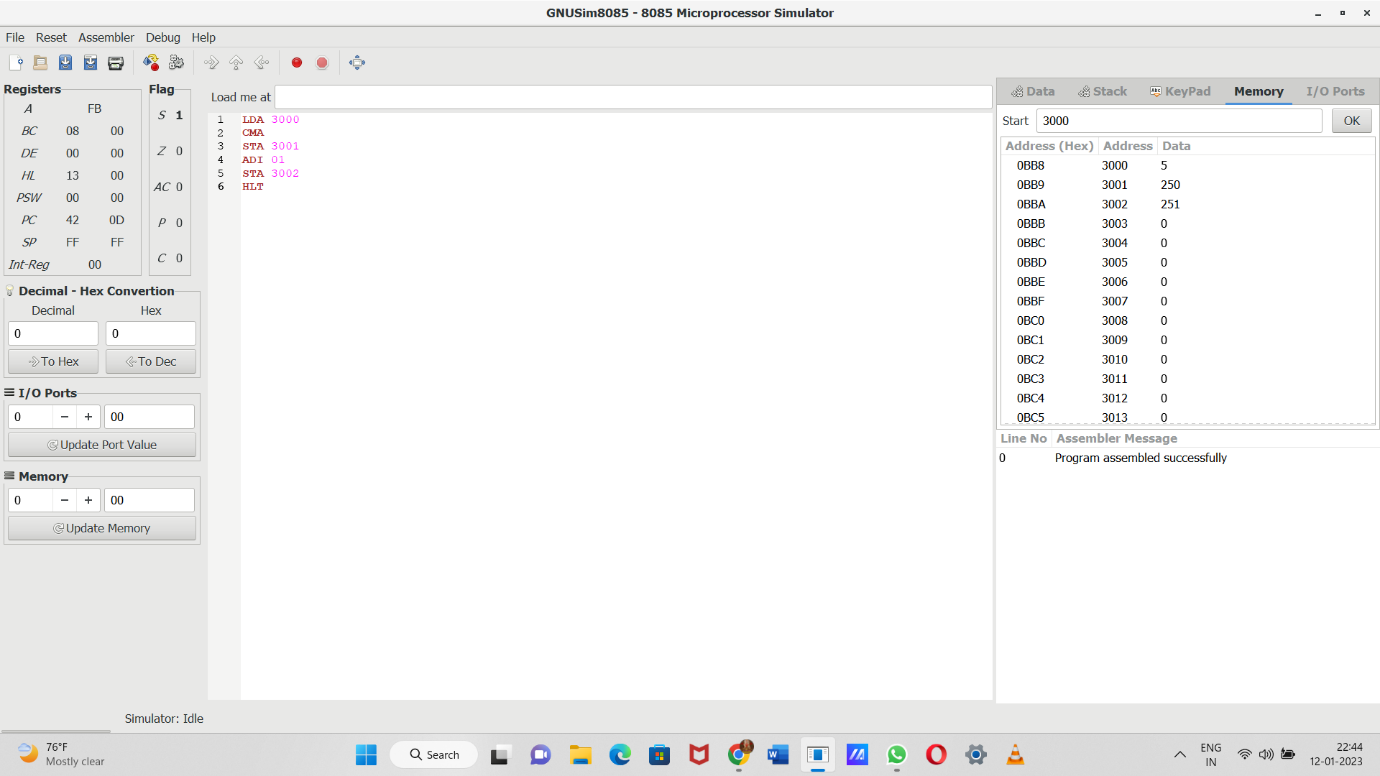 GNUSim8085 - 8085 Microprocessor Simulator
File Reset Assembler Debug Help
Registers
A FB
BC 08 00
DE 00 00
HL 13 00
PSW 00 00
PC 42 0D
SP FF FF
Int-Reg 00
Flag
S 1
Z 0
AC 0
P 0
C 0
Decimal - Hex Convertion
Decimal Hex
0 0
To Hex To Dec
I/O Ports
0 − + 00
Update Port Value
Memory
0 − + 00
Update Memory
Load me at
1 LDA 3000
2 CMA
3 STA 3001
4 ADI 01
5 STA 3002
6 HLT
Data Stack KeyPad Memory I/O Ports
Start 3000 OK
Address (Hex) Address Data
0BB8 3000 5
0BB9 3001 250
0BBA 3002 251
0BBB 3003 0
0BBC 3004 0
0BBD 3005 0
0BBE 3006 0
0BBF 3007 0
0BC0 3008 0
0BC1 3009 0
0BC2 3010 0
0BC3 3011 0
0BC4 3012 0
0BC5 3013 0
Line No Assembler Message
0 Program assembled successfully
Simulator: Idle
76°F
Mostly clear
Search
ENG
IN
22:44
12-01-2023